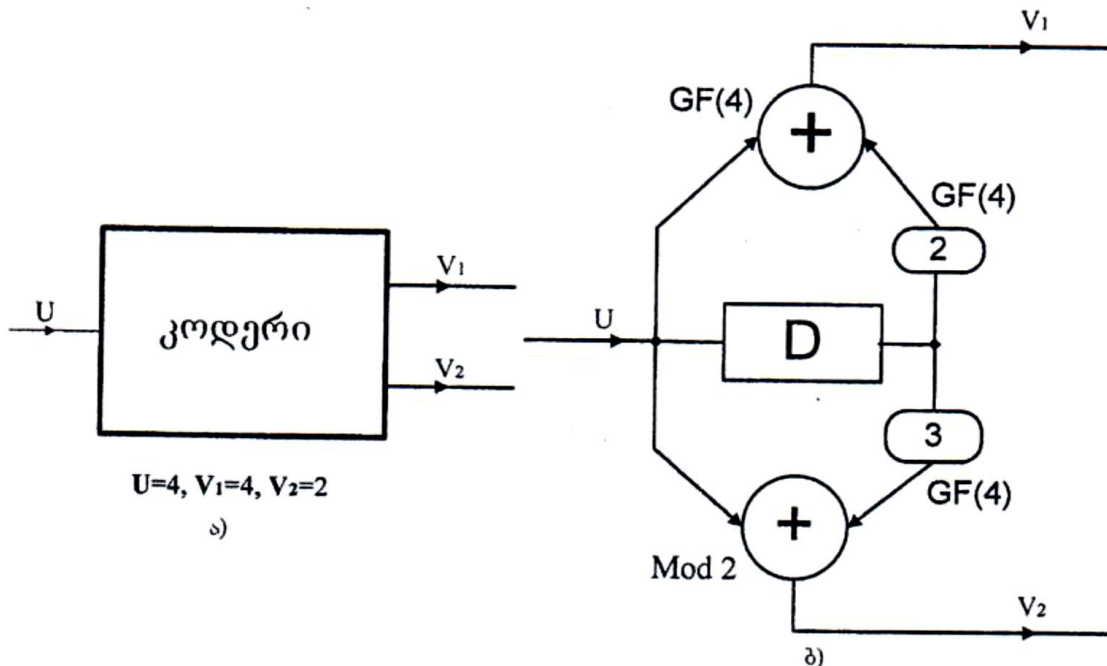 U
კოდერი
V1
V2
U=4, V1=4, V2=2
ა)
V1
GF(4)
+
GF(4)
2
U
D
3
GF(4)
+
Mod 2
V2
ბ)